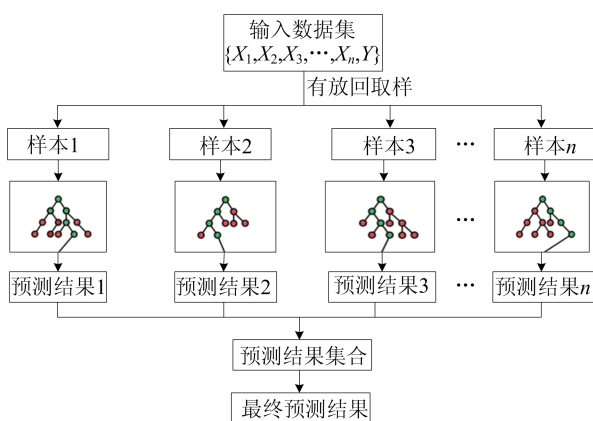 输入数据集
{X₁,X₂,X₃,…,Xₙ,Y}
有放回取样
样本1
样本2
样本3
…
样本n
…
预测结果1
预测结果2
预测结果3
…
预测结果n
预测结果集合
最终预测结果